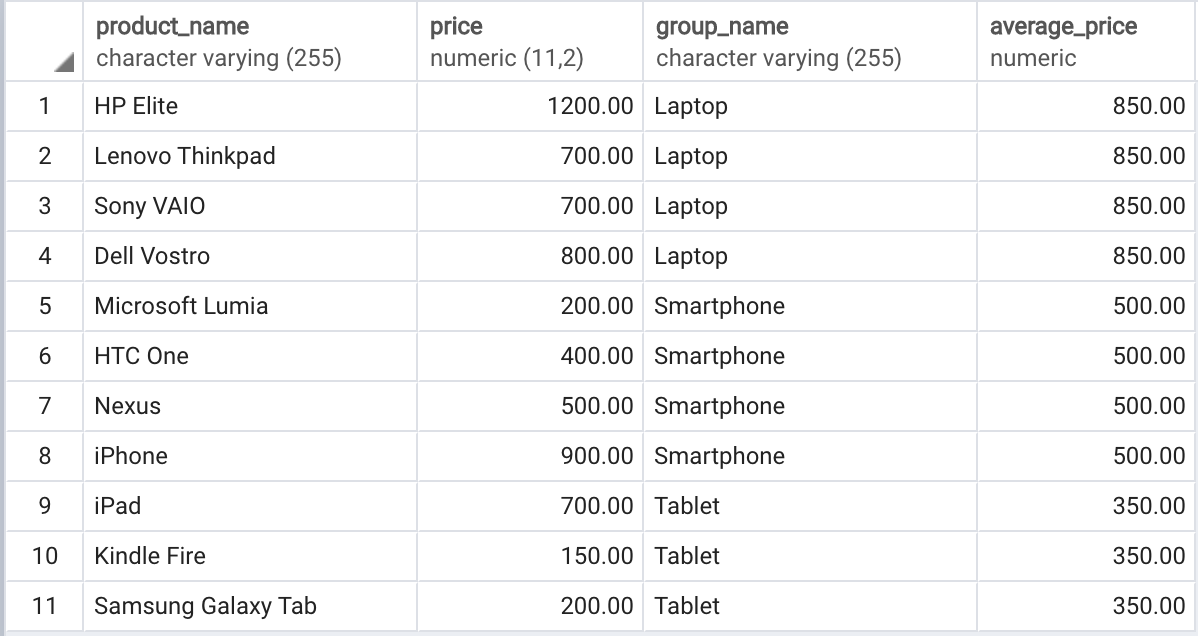 product_name price group_name average_price
character varying (255) numeric (11,2) character varying (255) numeric
1 HP Elite 1200.00 Laptop 850.00
2 Lenovo Thinkpad 700.00 Laptop 850.00
3 Sony VAIO 700.00 Laptop 850.00
4 Dell Vostro 800.00 Laptop 850.00
5 Microsoft Lumia 200.00 Smartphone 500.00
6 HTC One 400.00 Smartphone 500.00
7 Nexus 500.00 Smartphone 500.00
8 iPhone 900.00 Smartphone 500.00
9 iPad 700.00 Tablet 350.00
10 Kindle Fire 150.00 Tablet 350.00
11 Samsung Galaxy Tab 200.00 Tablet 350.00